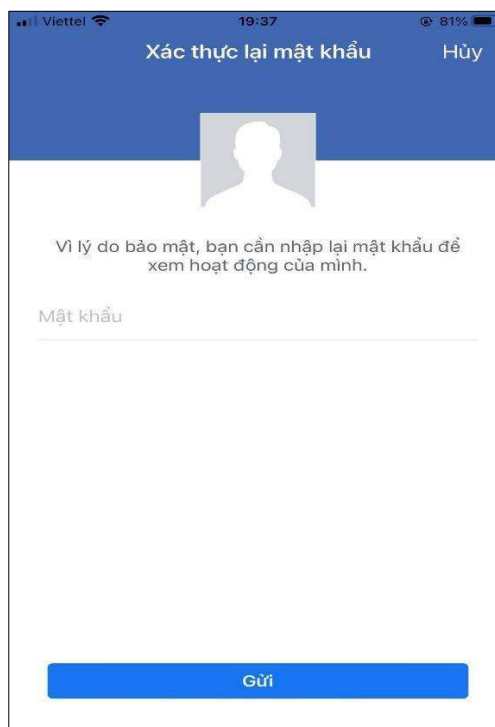 Viettel 19:37 81%
Xác thực lại mật khẩu Hủy
Vì lý do bảo mật, bạn cần nhập lại mật khẩu để
xem hoạt động của mình.
Mật khẩu
Gửi